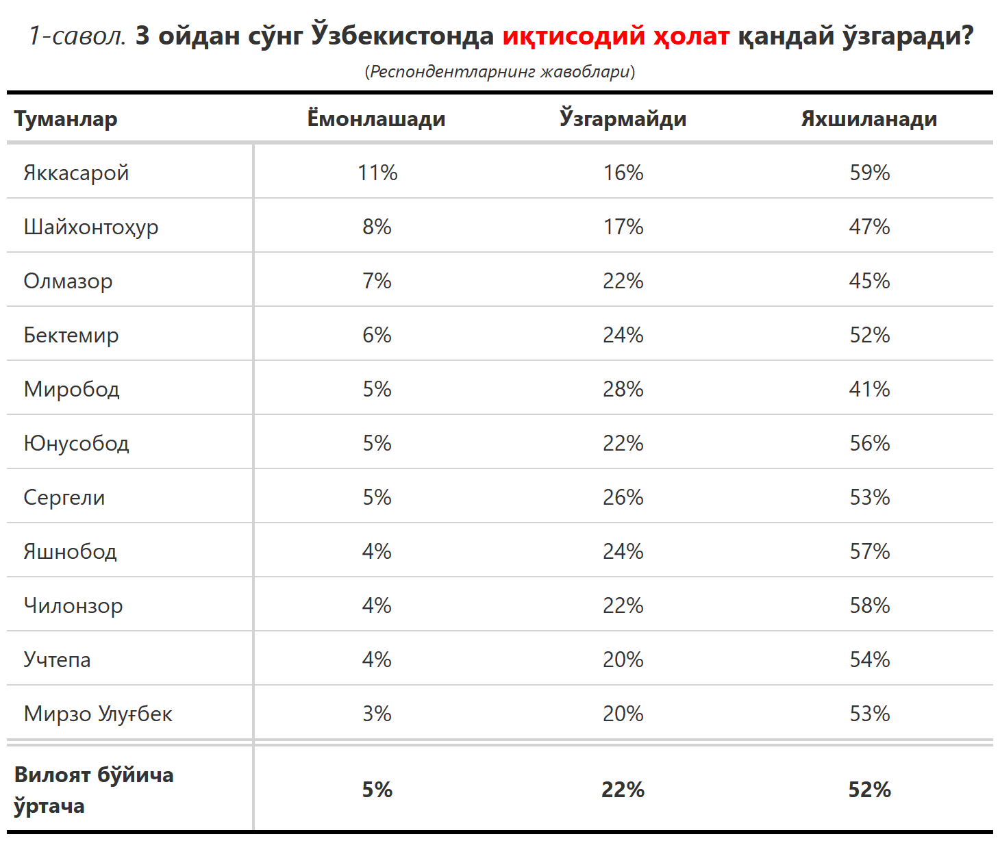 1-савол. 3 ойдан сўнг Ўзбекистонда иқтисодий ҳолат қандай ўзгаради?
(Респондентларнинг жавоблари)
Туманлар Ёмонлашади Ўзгармайди Яхшиланади
Яккасарой 11% 16% 59%
Шайхонтоҳур 8% 17% 47%
Олмазор 7% 22% 45%
Бектемир 6% 24% 52%
Миробод 5% 28% 41%
Юнусобод 5% 22% 56%
Сергели 5% 26% 53%
Яшнобод 4% 24% 57%
Чилонзор 4% 22% 58%
Учтепа 4% 20% 54%
Мирзо Улуғбек 3% 20% 53%
Вилоят бўйича
ўртача 5% 22% 52%